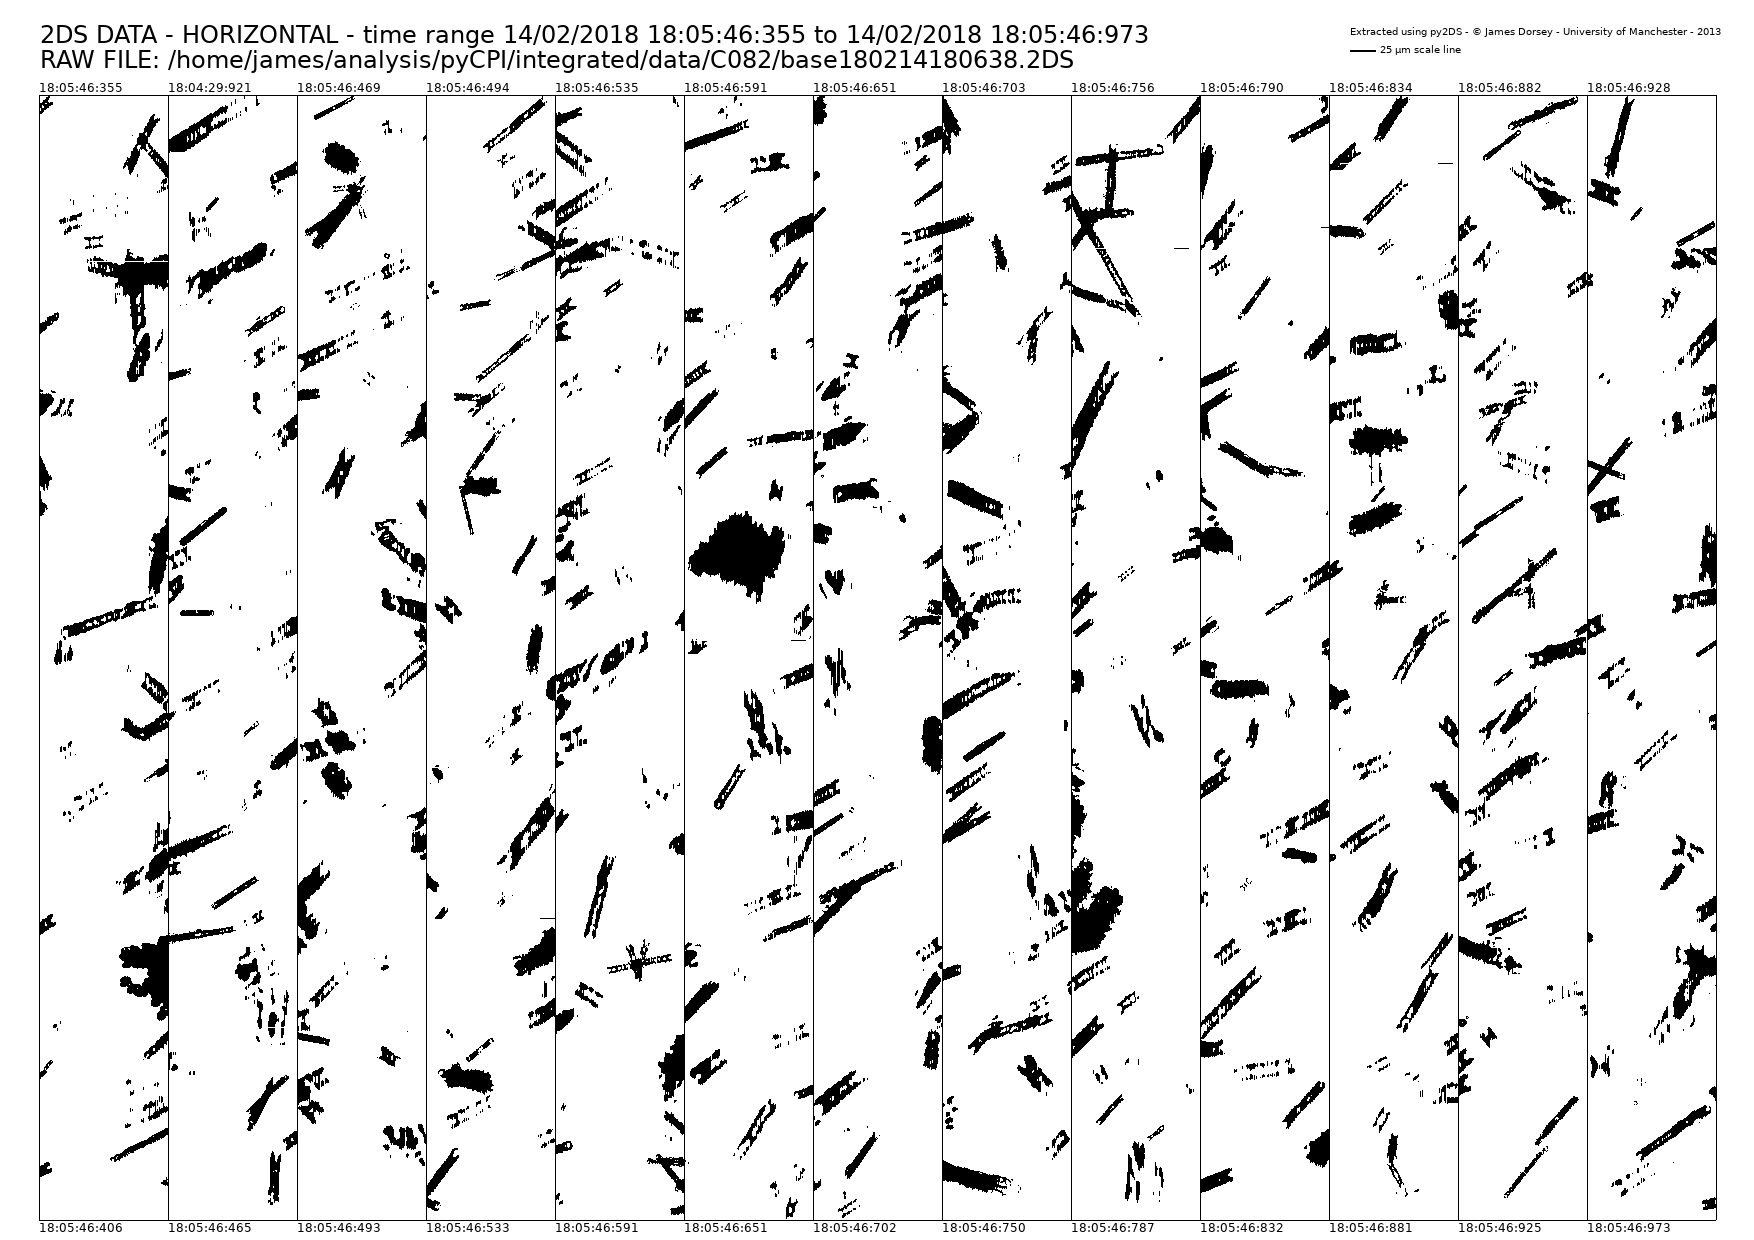 2DS DATA - HORIZONTAL - time range 14/02/2018 18:05:46:355 to 14/02/2018 18:05:46:973
RAW FILE: /home/james/analysis/pyCPI/integrated/data/C082/base180214180638.2DS
Extracted using py2DS - © James Dorsey - University of Manchester - 2013
25 µm scale line
18:05:46:355 18:04:29:921 18:05:46:469 18:05:46:494 18:05:46:535 18:05:46:591 18:05:46:651 18:05:46:703 18:05:46:756 18:05:46:790 18:05:46:834 18:05:46:882 18:05:46:928
18:05:46:406 18:05:46:465 18:05:46:493 18:05:46:533 18:05:46:591 18:05:46:651 18:05:46:702 18:05:46:750 18:05:46:787 18:05:46:832 18:05:46:881 18:05:46:925 18:05:46:973